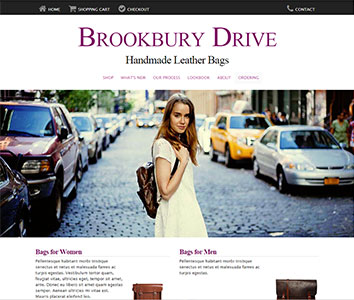 HOME SHOPPING CART CHECKOUT CONTACT
BROOKBURY DRIVE
Handmade Leather Bags
SHOP WHAT'S NEW OUR PROCESS LOOKBOOK ABOUT ORDERING
Bags for Women
Pellentesque habitant morbi tristique
senectus et netus et malesuada fames ac
turpis egestas. Vestibulum tortor quam,
feugiat vitae, ultricies eget, tempor sit amet,
ante. Donec eu libero sit amet quam egestas
semper. Aenean ultricies mi vitae est.
Mauris placerat eleifend leo.
Bags for Men
Pellentesque habitant morbi tristique
senectus et netus et malesuada fames ac
turpis egestas.